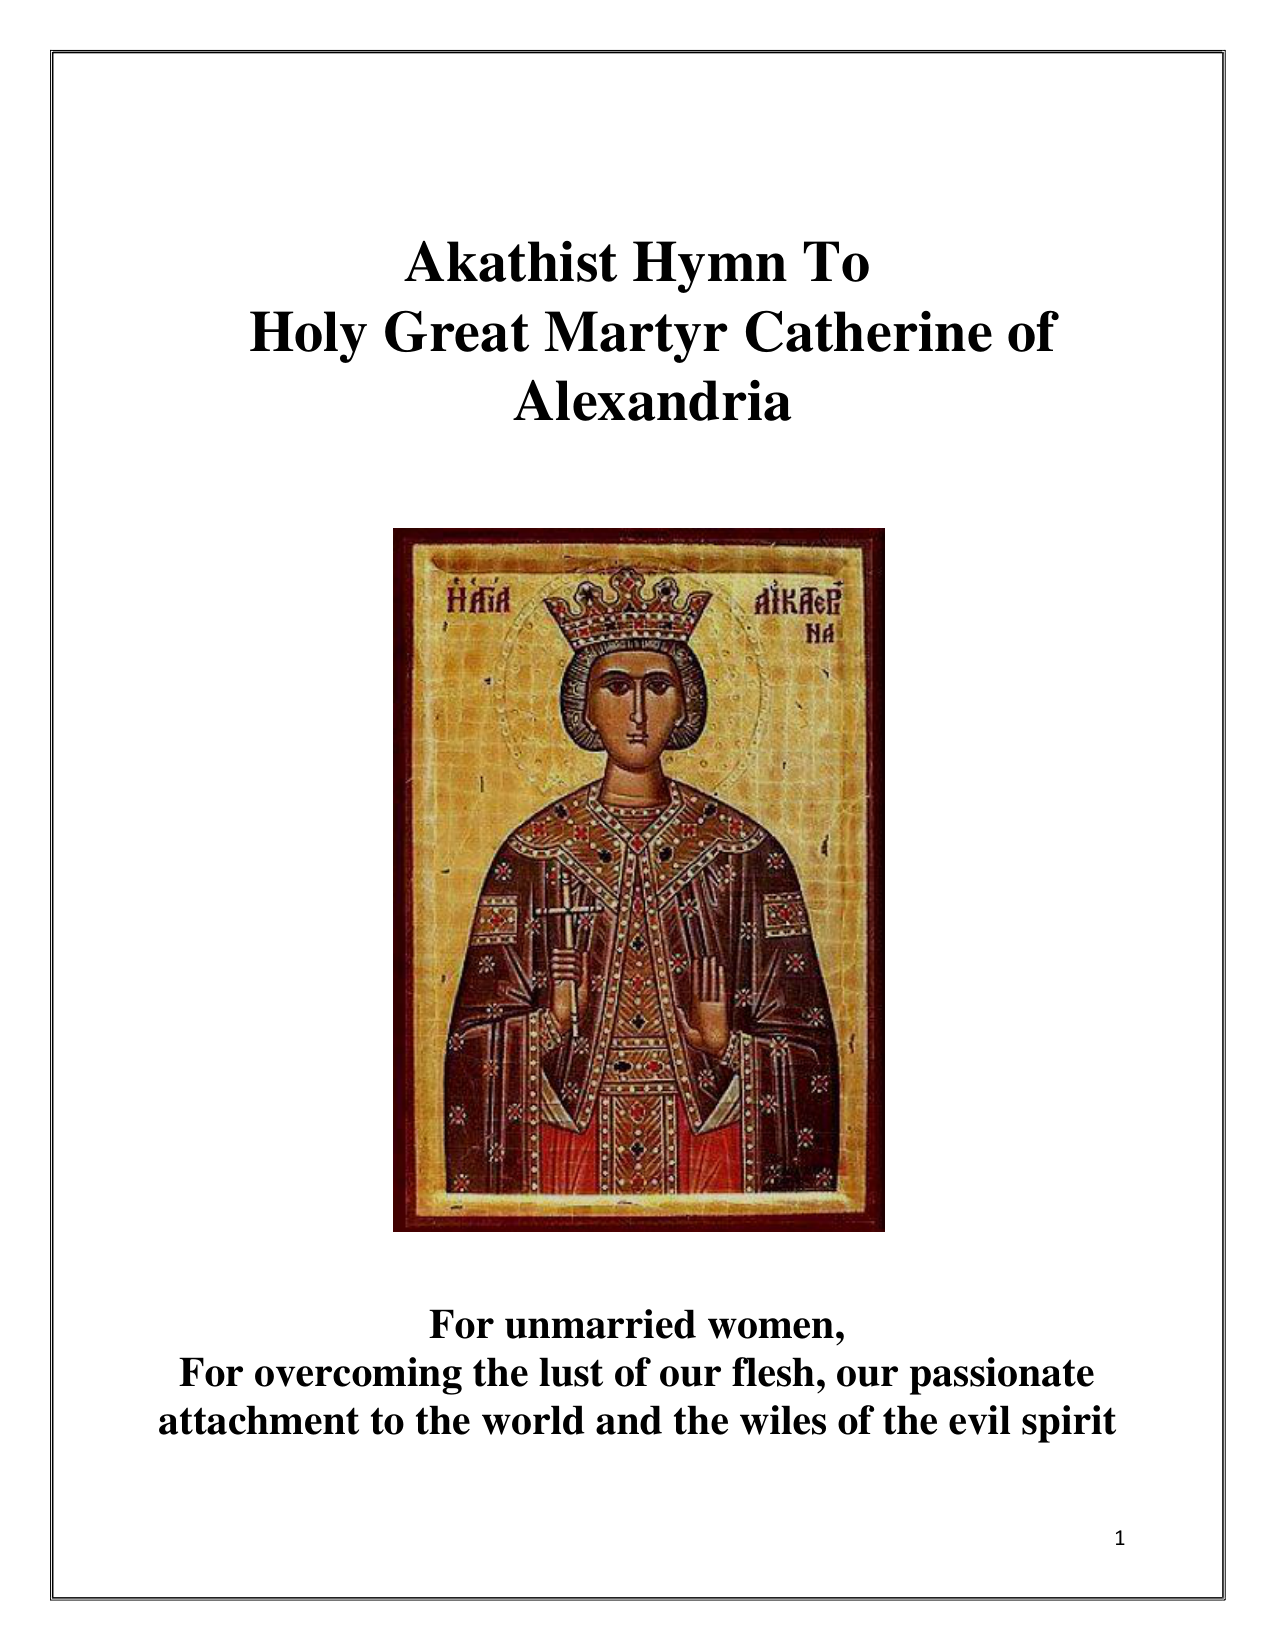 Akathist Hymn To
Holy Great Martyr Catherine of
Alexandria
Η ΑΓΙΑ ΑΙΚΑΤΕΡΙ
ΝΑ
For unmarried women,
For overcoming the lust of our flesh, our passionate
attachment to the world and the wiles of the evil spirit
1